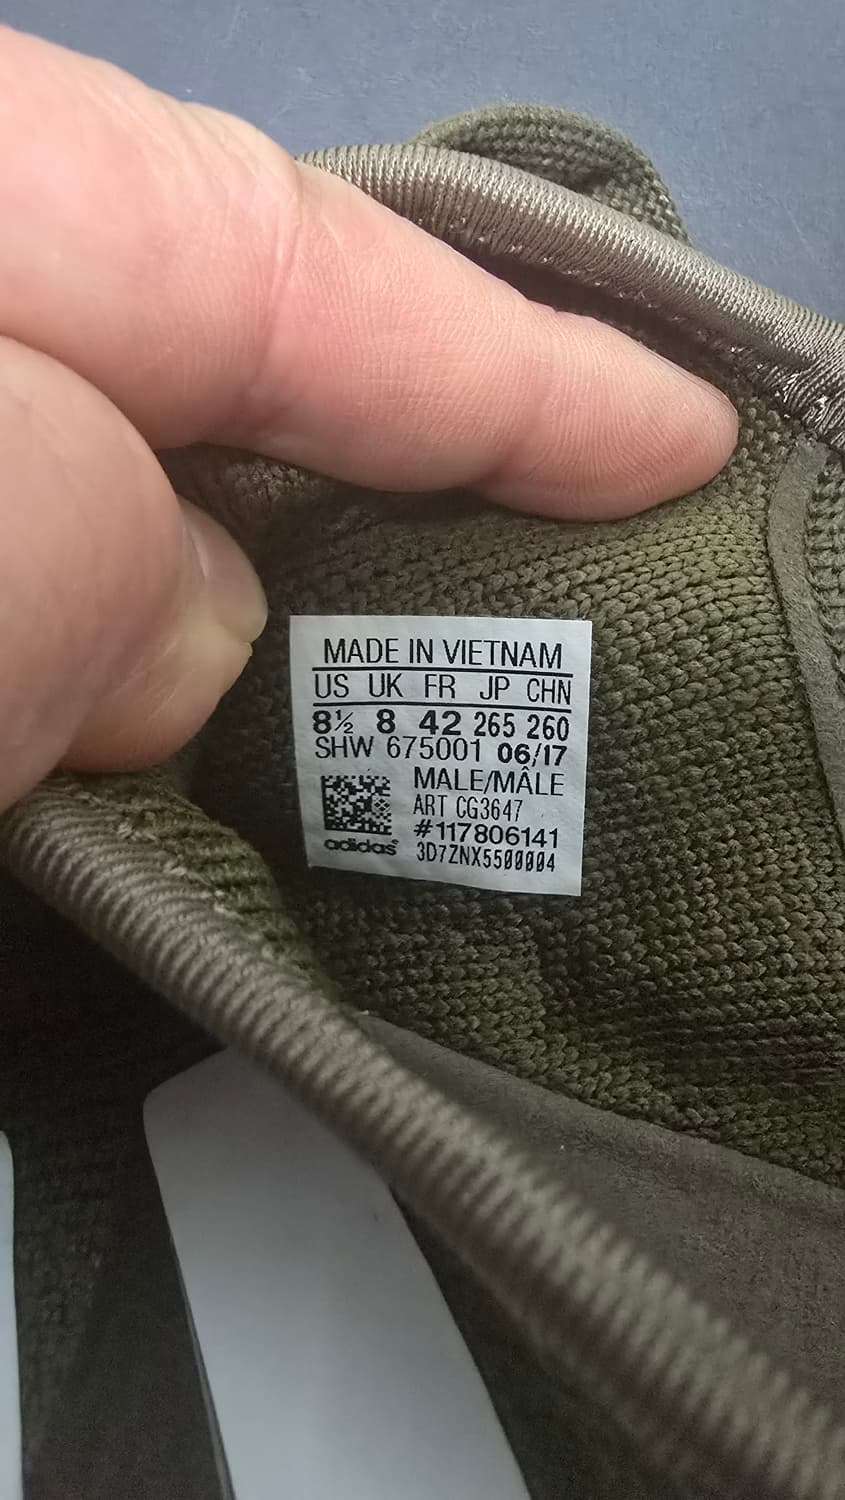 MADE IN VIETNAM
US UK FR JP CHN
8½ 8 42 265 260
SHW 675001 06/17
MALE/MÂLE
ART CG3647
#117806141
adidas® 3D7ZNX5500004